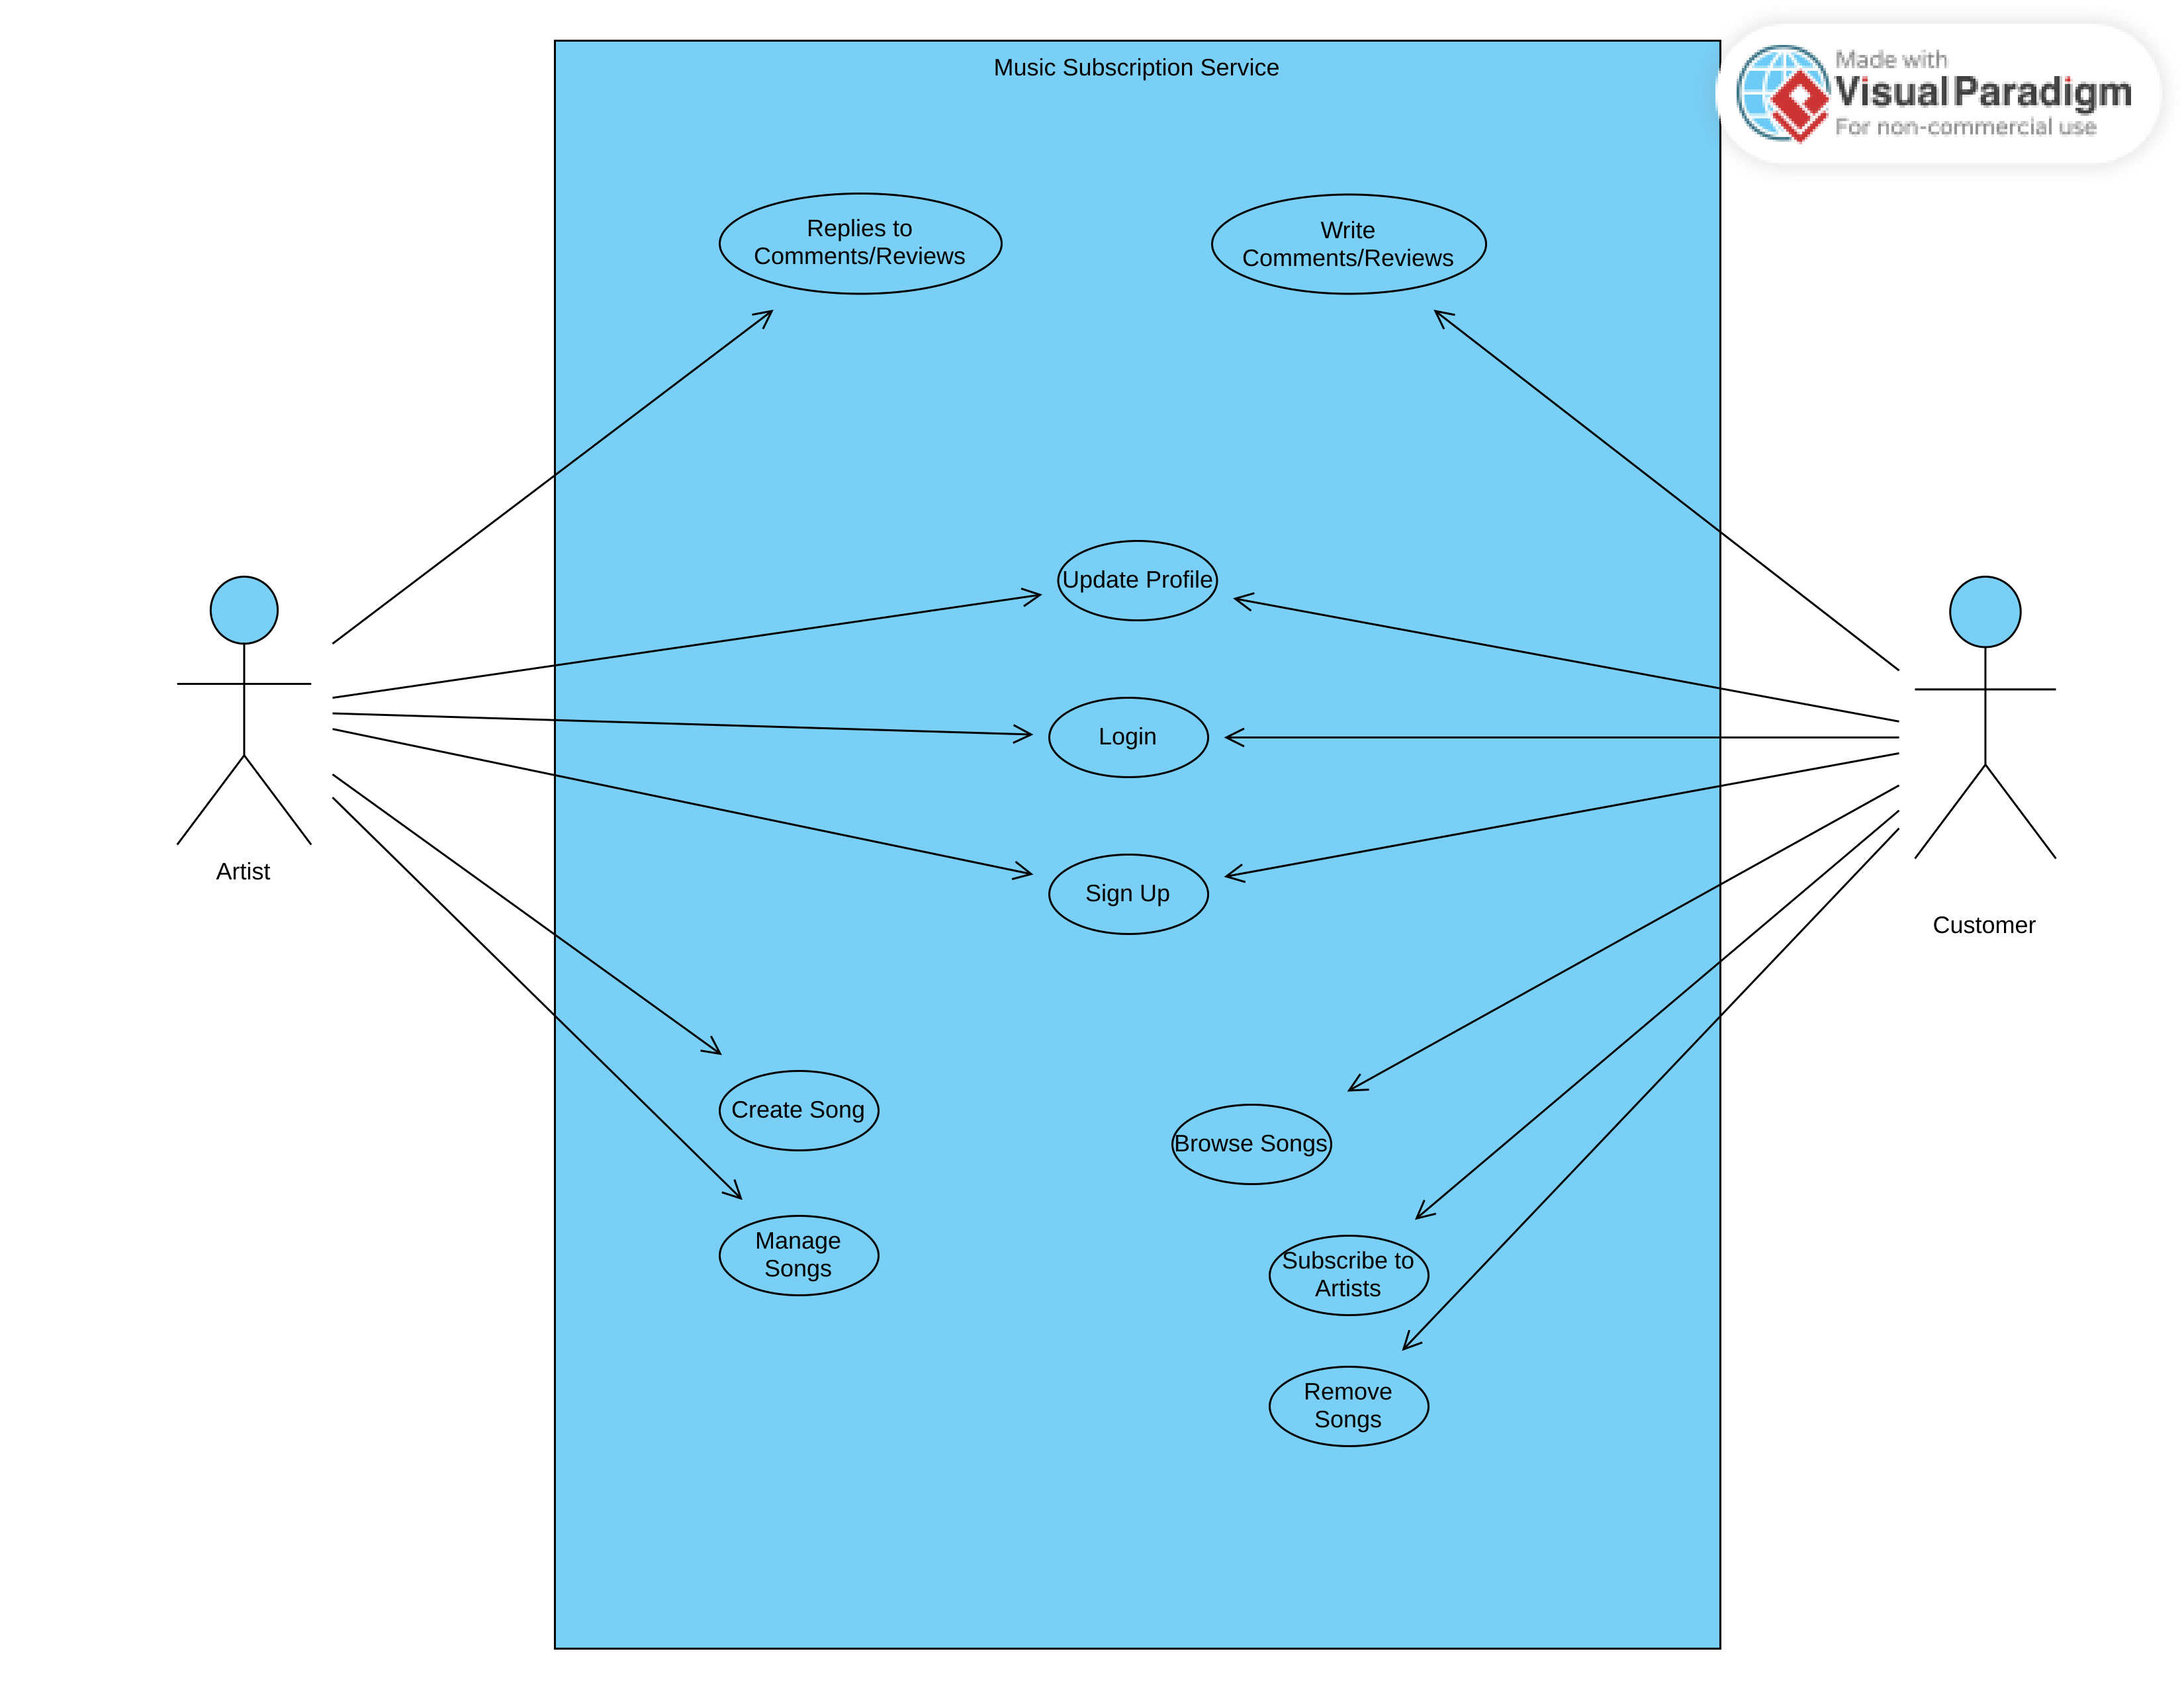 Music Subscription Service
Made with
Visual Paradigm
For non-commercial use
Replies to
Comments/Reviews
Write
Comments/Reviews
Update Profile
Login
Sign Up
Artist
Customer
Create Song
Browse Songs
Manage
Songs
Subscribe to
Artists
Remove
Songs